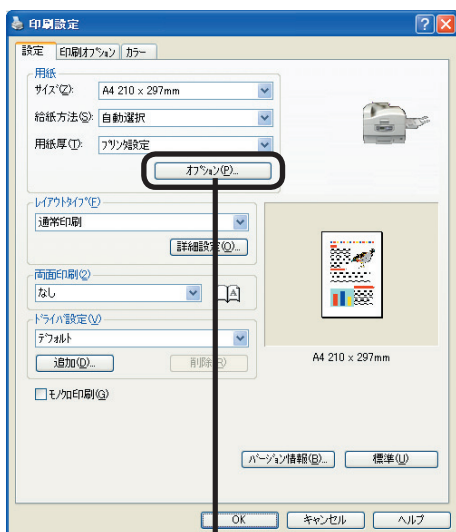 印刷設定
設定 印刷オプション カラー
用紙
サイズ(Z): A4 210 x 297mm
給紙方法(S): 自動選択
用紙厚(T): プリンタ設定
オプション(P)...
レイアウトタイプ(F)
通常印刷
詳細設定(O)...
両面印刷(2)
なし
A
ドライバ設定(V)
デフォルト
追加(D)... 削除(R)
A4 210 x 297mm
モノクロ印刷(G)
バージョン情報(B)... 標準(U)
OK キャンセル ヘルプ